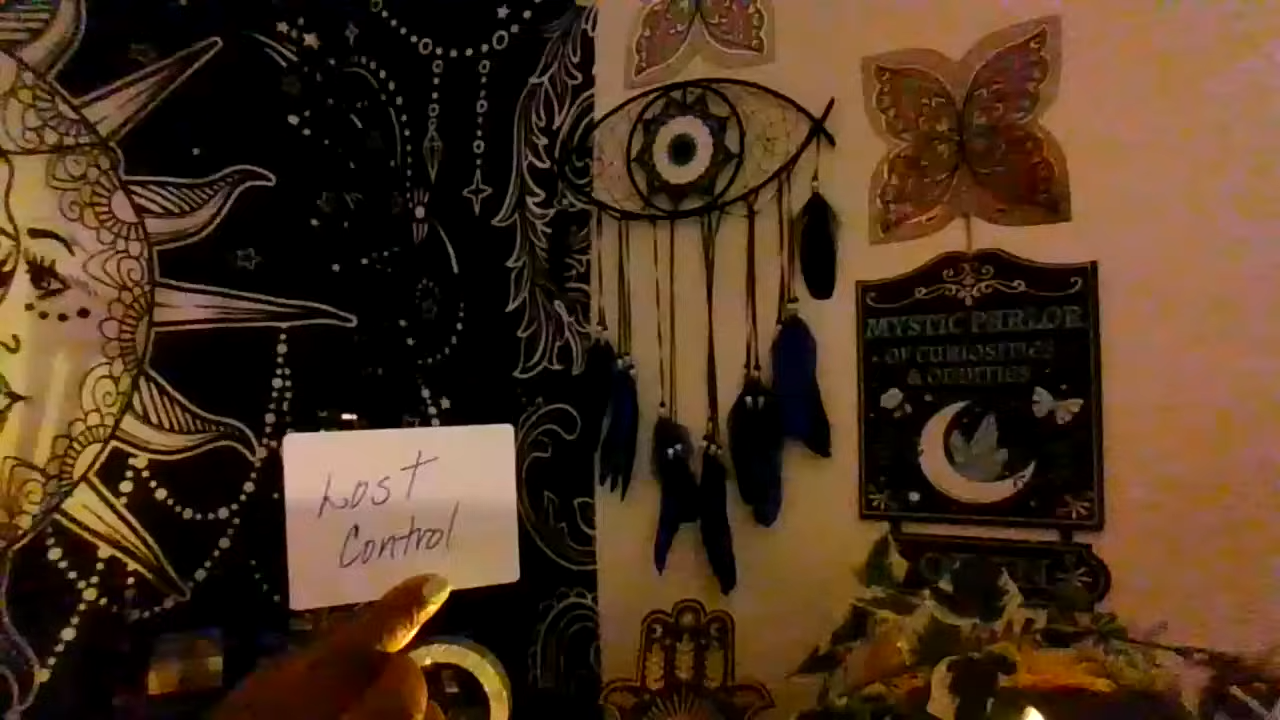 Lost
Control
MYSTIC PARLOR
OF CURIOSITIES
& ODDITIES